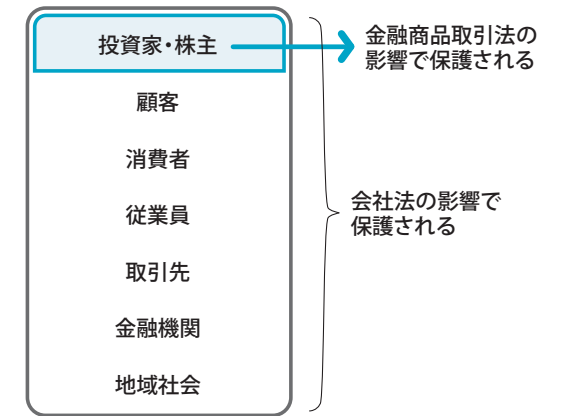 投資家・株主
金融商品取引法の
影響で保護される
顧客
消費者
従業員
取引先
金融機関
地域社会
会社法の影響で
保護される